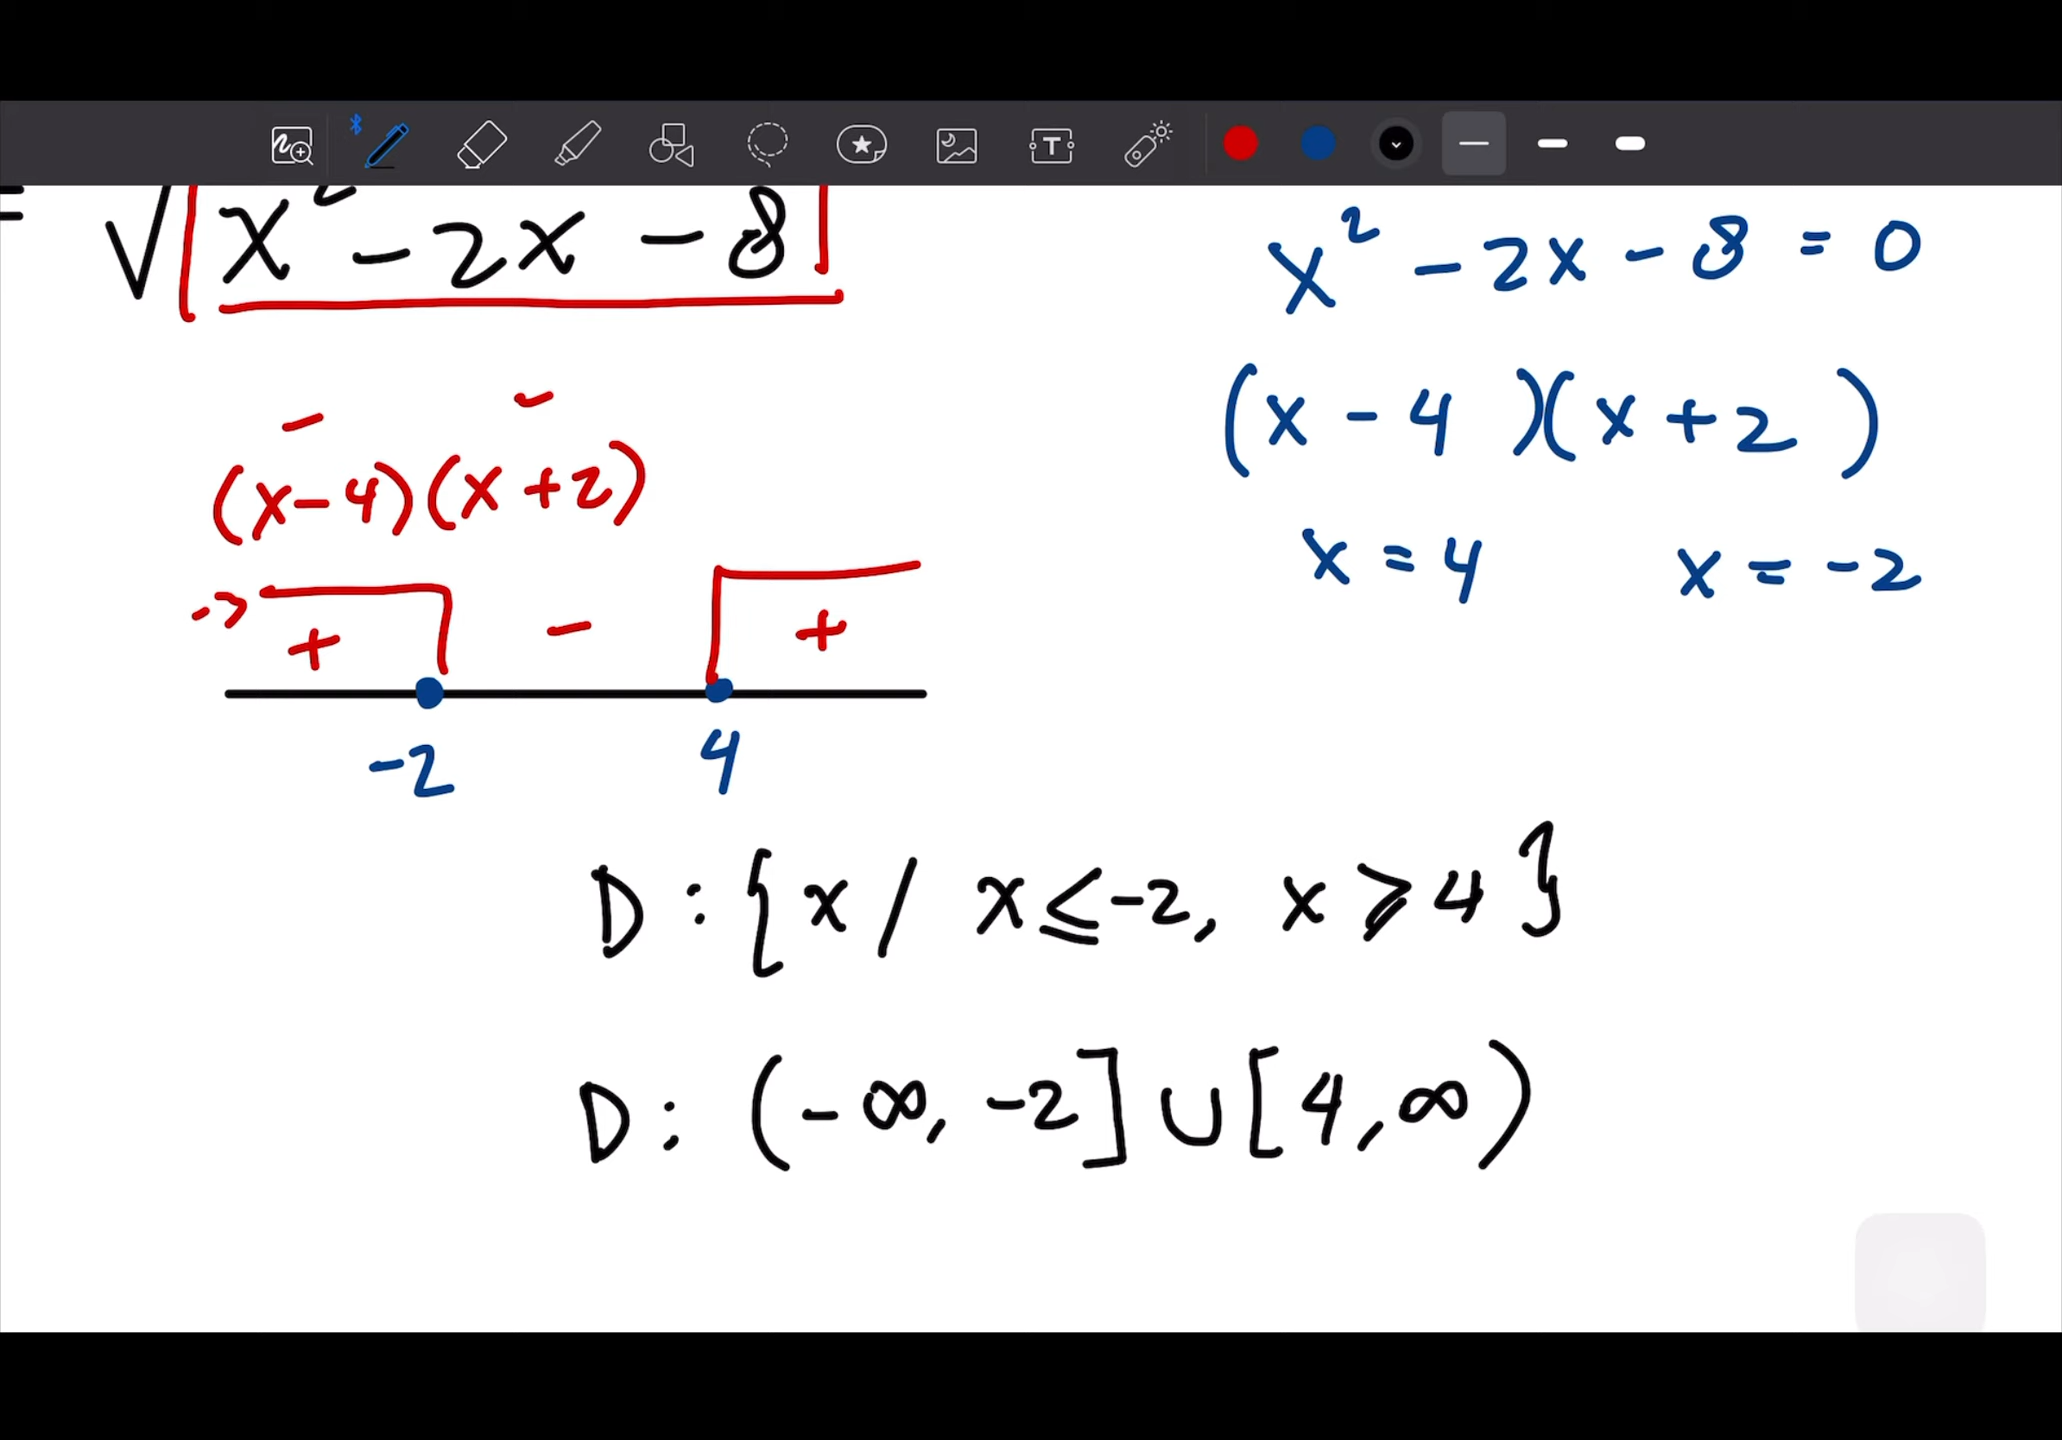 = √x² - 2x - 8
x² - 2x - 8 = 0
(x - 4)(x + 2)
x = 4 x = -2
- -
(x-4)(x+2)
-> + - +
-2 4
D : {x / x ≤ -2, x ≥ 4}
D : (-∞, -2] ∪ [4, ∞)